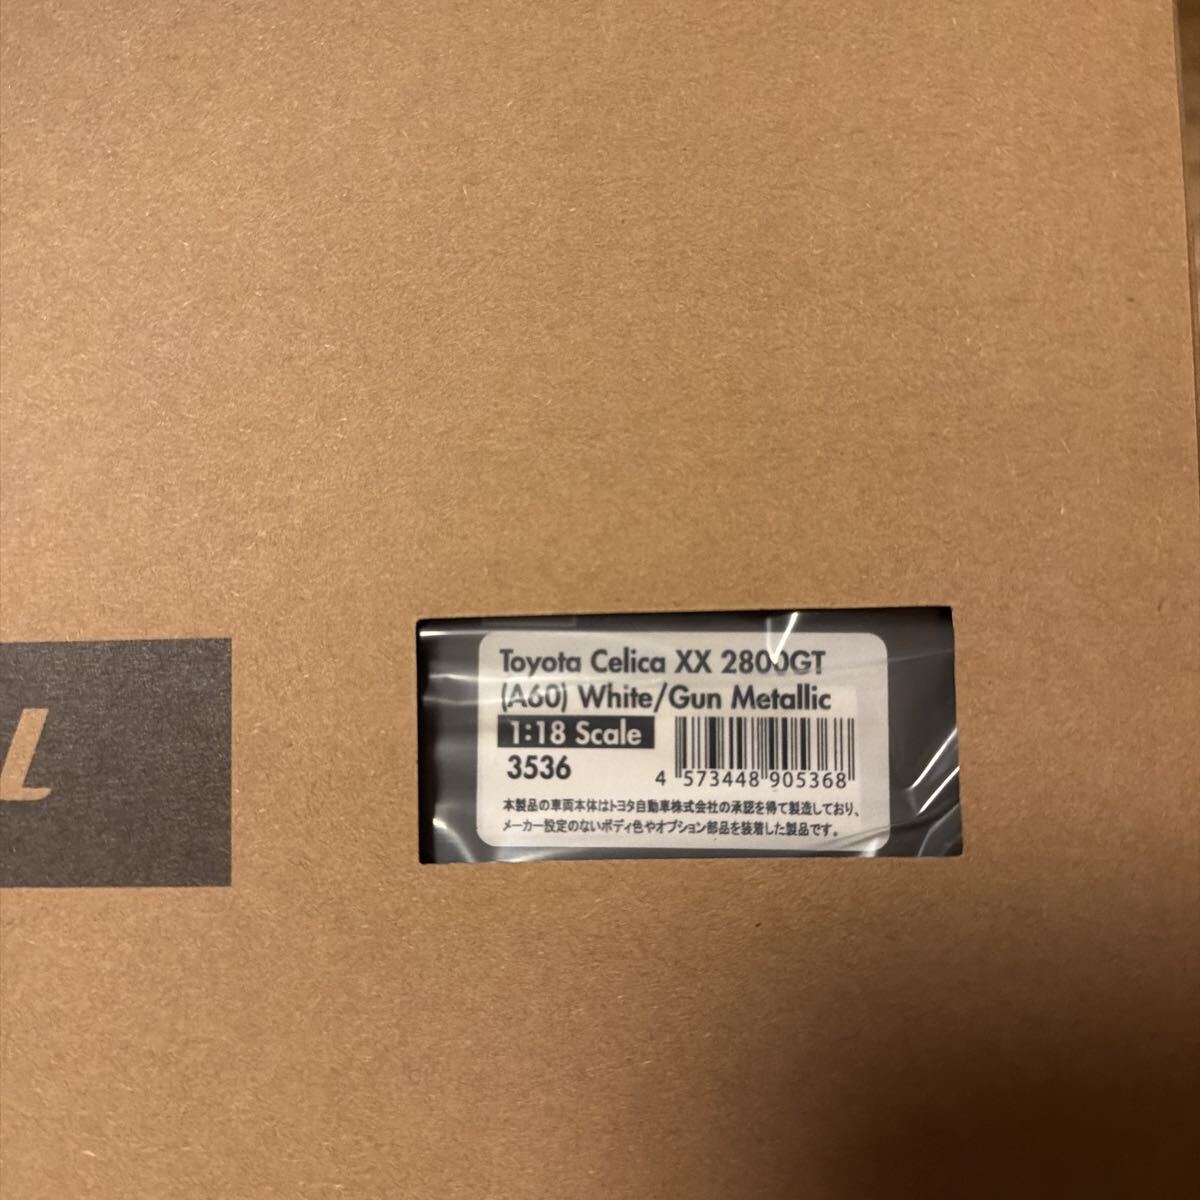 Toyota Celica XX 2800GT
(A60) White/Gun Metallic
1:18 Scale
3536
4 573448 905368
本製品の車両本体はトヨタ自動車株式会社の承認を得て製造しており、
メーカー設定のないボディ色やオプション部品を装着した製品です。
L